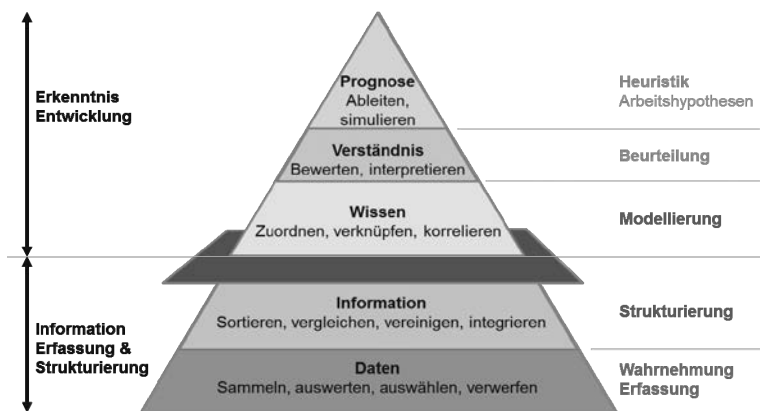 Prognose
Ableiten,
simulieren
Heuristik
Arbeitshypothesen
Erkenntnis
Entwicklung
Verständnis
Bewerten, interpretieren
Beurteilung
Wissen
Zuordnen, verknüpfen, korrelieren
Modellierung
Information
Sortieren, vergleichen, vereinigen, integrieren
Strukturierung
Information
Erfassung &
Strukturierung
Daten
Sammeln, auswerten, auswählen, verwerfen
Wahrnehmung
Erfassung